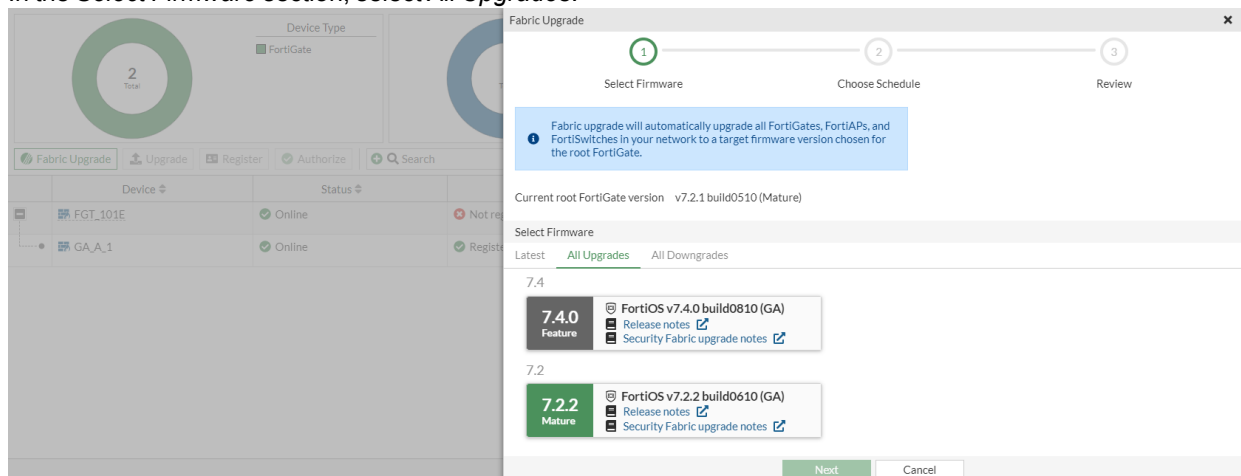 In the Select Firmware section, select All Upgrades.
Device Type
FortiGate
2
Total
Fabric Upgrade
Upgrade
Register
Authorize
Search
Device
Status
FGT_101E
Online
Not re
GA_A_1
Online
Registe
Fabric Upgrade
1
2
3
Select Firmware
Choose Schedule
Review
Fabric upgrade will automatically upgrade all FortiGates, FortiAPs, and
FortiSwitches in your network to a target firmware version chosen for
the root FortiGate.
Current root FortiGate version v7.2.1 build0510 (Mature)
Select Firmware
Latest All Upgrades All Downgrades
7.4
7.4.0
Feature
FortiOS v7.4.0 build0810 (GA)
Release notes
Security Fabric upgrade notes
7.2
7.2.2
Mature
FortiOS v7.2.2 build0610 (GA)
Release notes
Security Fabric upgrade notes
Next
Cancel